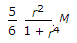 5/6 r²/(1 + r⁴) M